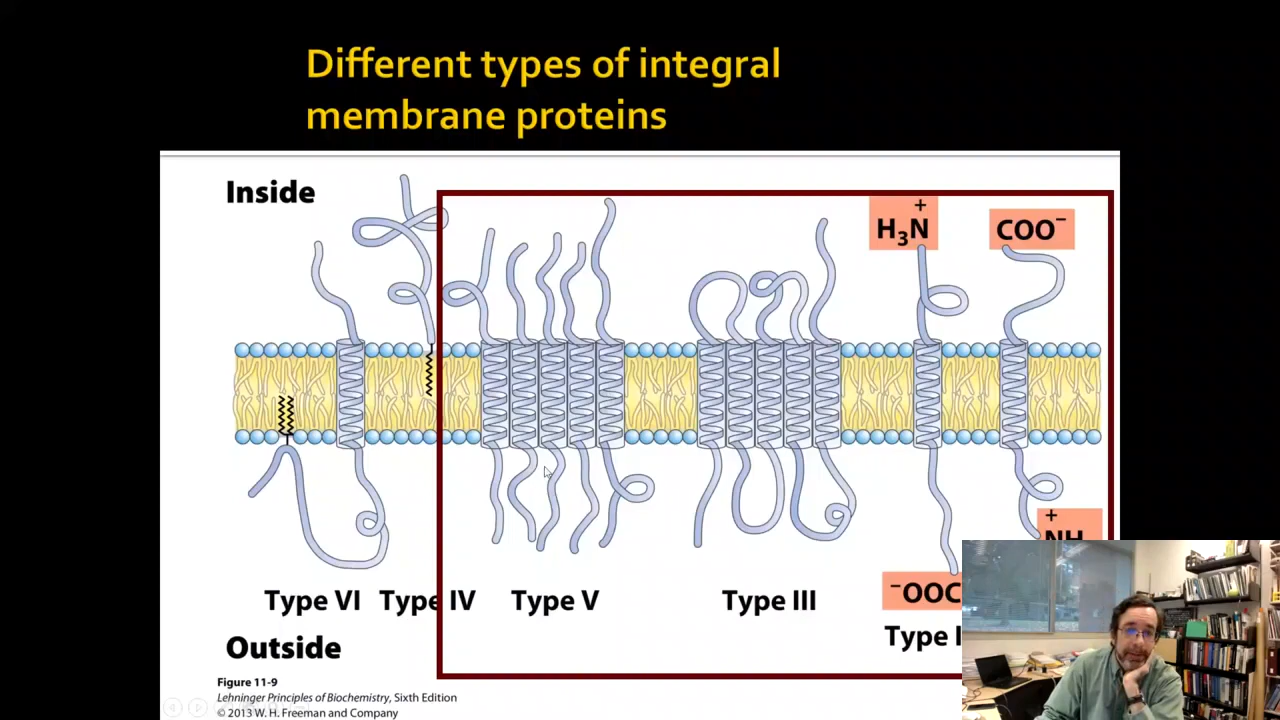 Different types of integral
membrane proteins
Inside
H₃N⁺
COO⁻
⁺NH
⁻OOC
Type VI
Type IV
Type V
Type III
Type I
Outside
Figure 11-9
Lehninger Principles of Biochemistry, Sixth Edition
© 2013 W. H. Freeman and Company